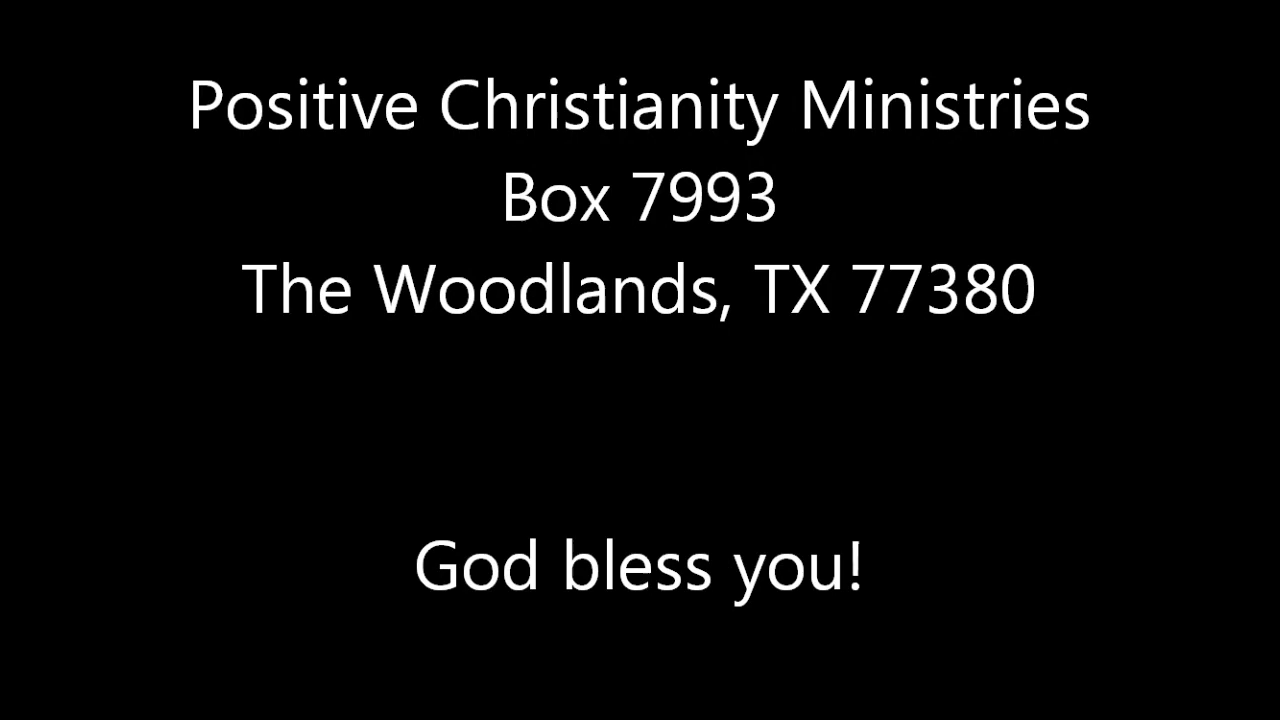 Positive Christianity Ministries
Box 7993
The Woodlands, TX 77380
God bless you!